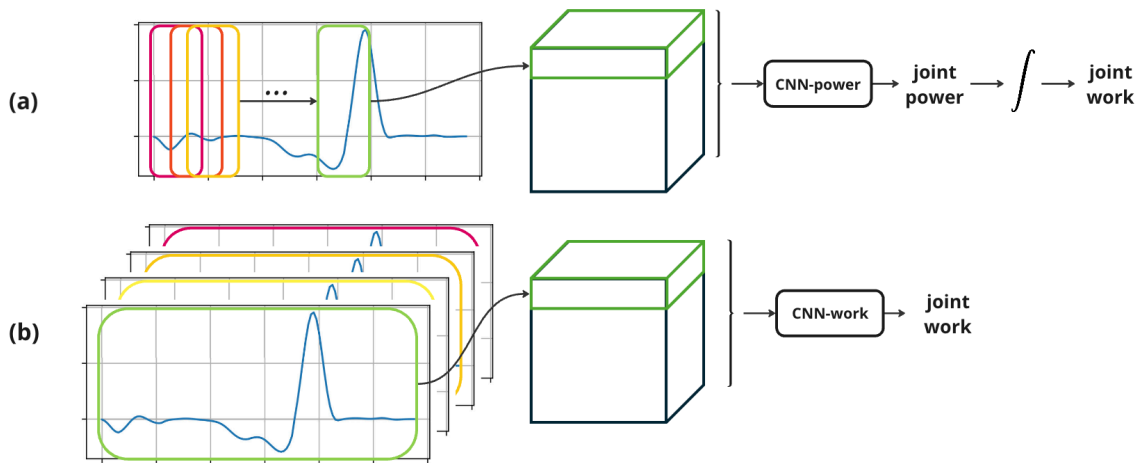 (a)
...
CNN-power
joint
power
∫
joint
work
(b)
CNN-work
joint
work